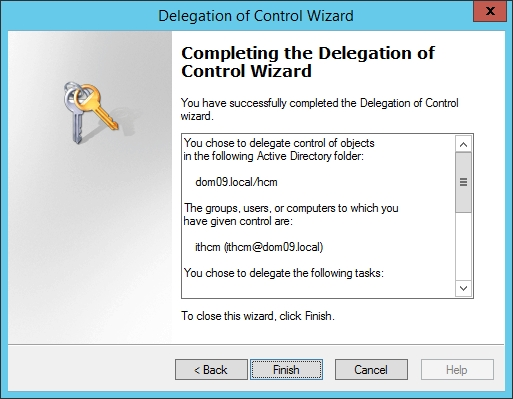 Delegation of Control Wizard
x
Completing the Delegation of
Control Wizard
You have successfully completed the Delegation of Control
wizard.
You chose to delegate control of objects
in the following Active Directory folder:
dom09.local/hcm
The groups, users, or computers to which you
have given control are:
ithcm (ithcm@dom09.local)
You chose to delegate the following tasks:
To close this wizard, click Finish.
< Back
Finish
Cancel
Help